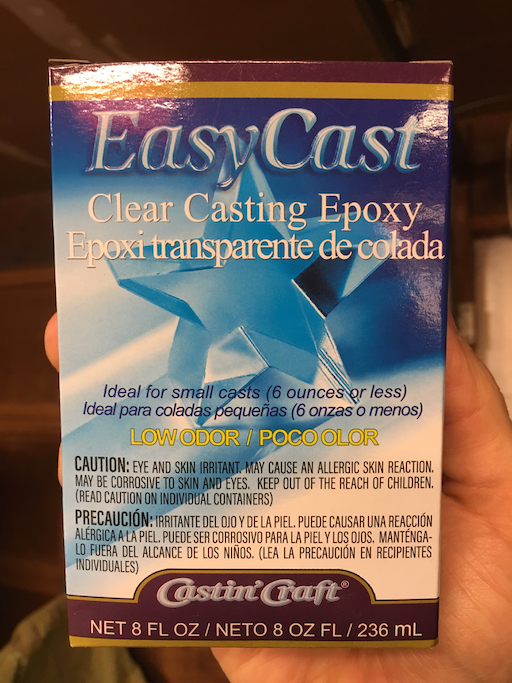 EasyCast
Clear Casting Epoxy
Epoxi transparente de colada
Ideal for small casts (6 ounces or less)
Ideal para coladas pequeñas (6 onzas o menos)
LOW ODOR / POCO OLOR
CAUTION: EYE AND SKIN IRRITANT. MAY CAUSE AN ALLERGIC SKIN REACTION.
MAY BE CORROSIVE TO SKIN AND EYES. KEEP OUT OF THE REACH OF CHILDREN.
(READ CAUTION ON INDIVIDUAL CONTAINERS)
PRECAUCIÓN: IRRITANTE DEL OJO Y DE LA PIEL. PUEDE CAUSAR UNA REACCIÓN
ALÉRGICA A LA PIEL. PUEDE SER CORROSIVO PARA LA PIEL Y LOS OJOS. MANTÉNGA-
LO FUERA DEL ALCANCE DE LOS NIÑOS. (LEA LA PRECAUCIÓN EN RECIPIENTES
INDIVIDUALES)
Castin'Craft®
NET 8 FL OZ / NETO 8 OZ FL / 236 mL